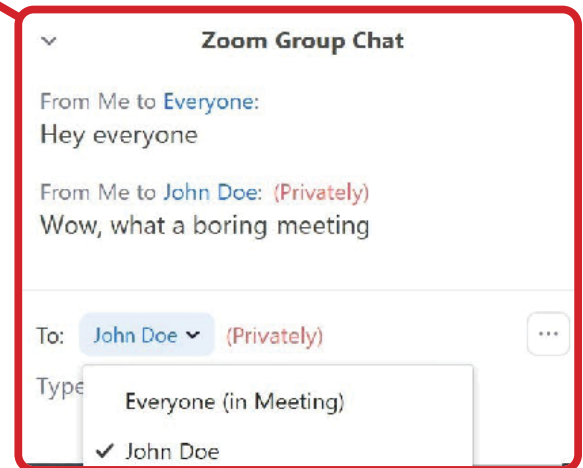 Zoom Group Chat
From Me to Everyone:
Hey everyone
From Me to John Doe: (Privately)
Wow, what a boring meeting
To: John Doe (Privately)
...
Type
Everyone (in Meeting)
✓ John Doe